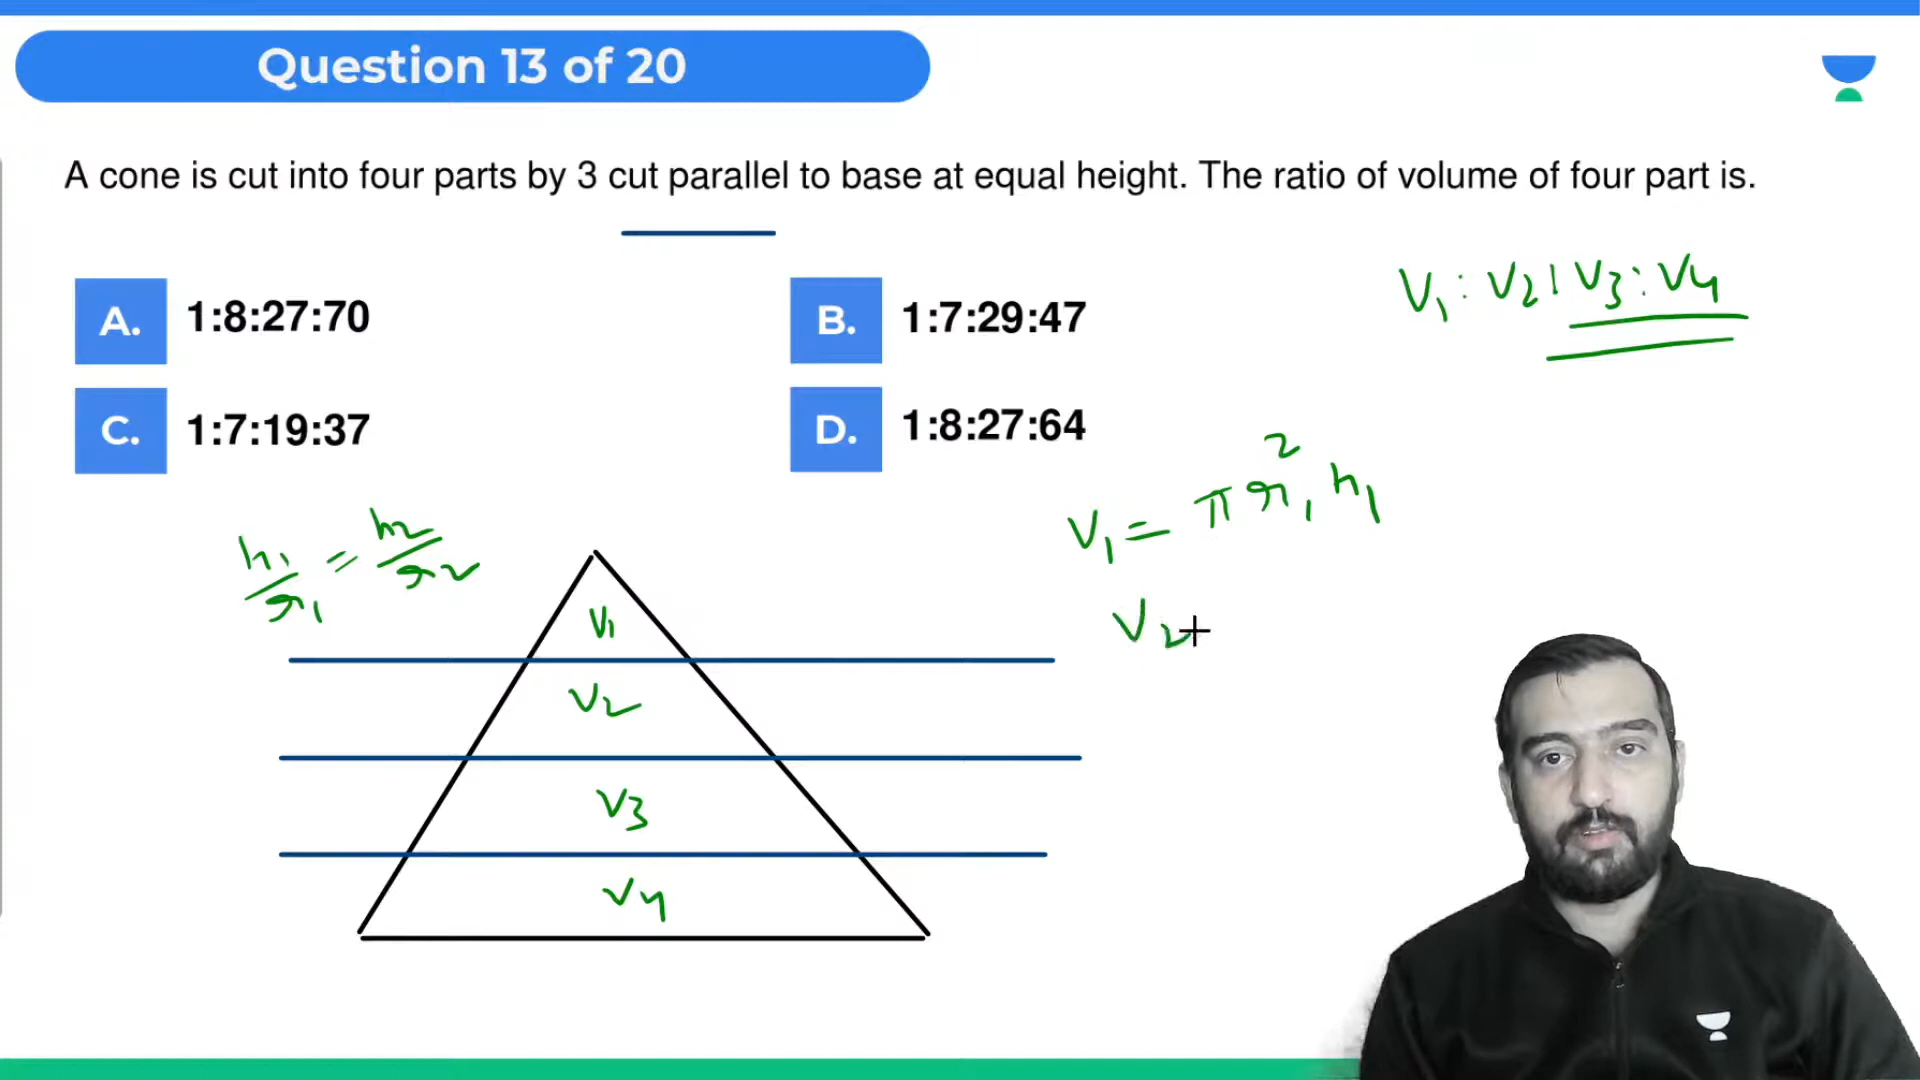 Question 13 of 20
A cone is cut into four parts by 3 cut parallel to base at equal height. The ratio of volume of four part is.
A. 1:8:27:70
B. 1:7:29:47
C. 1:7:19:37
D. 1:8:27:64
V₁ : V₂ : V₃ : V₄
h₁/r₁ = h₂/r₂
V₁ = π r₁² h₁
V₂
V₁
V₂
V₃
V₄